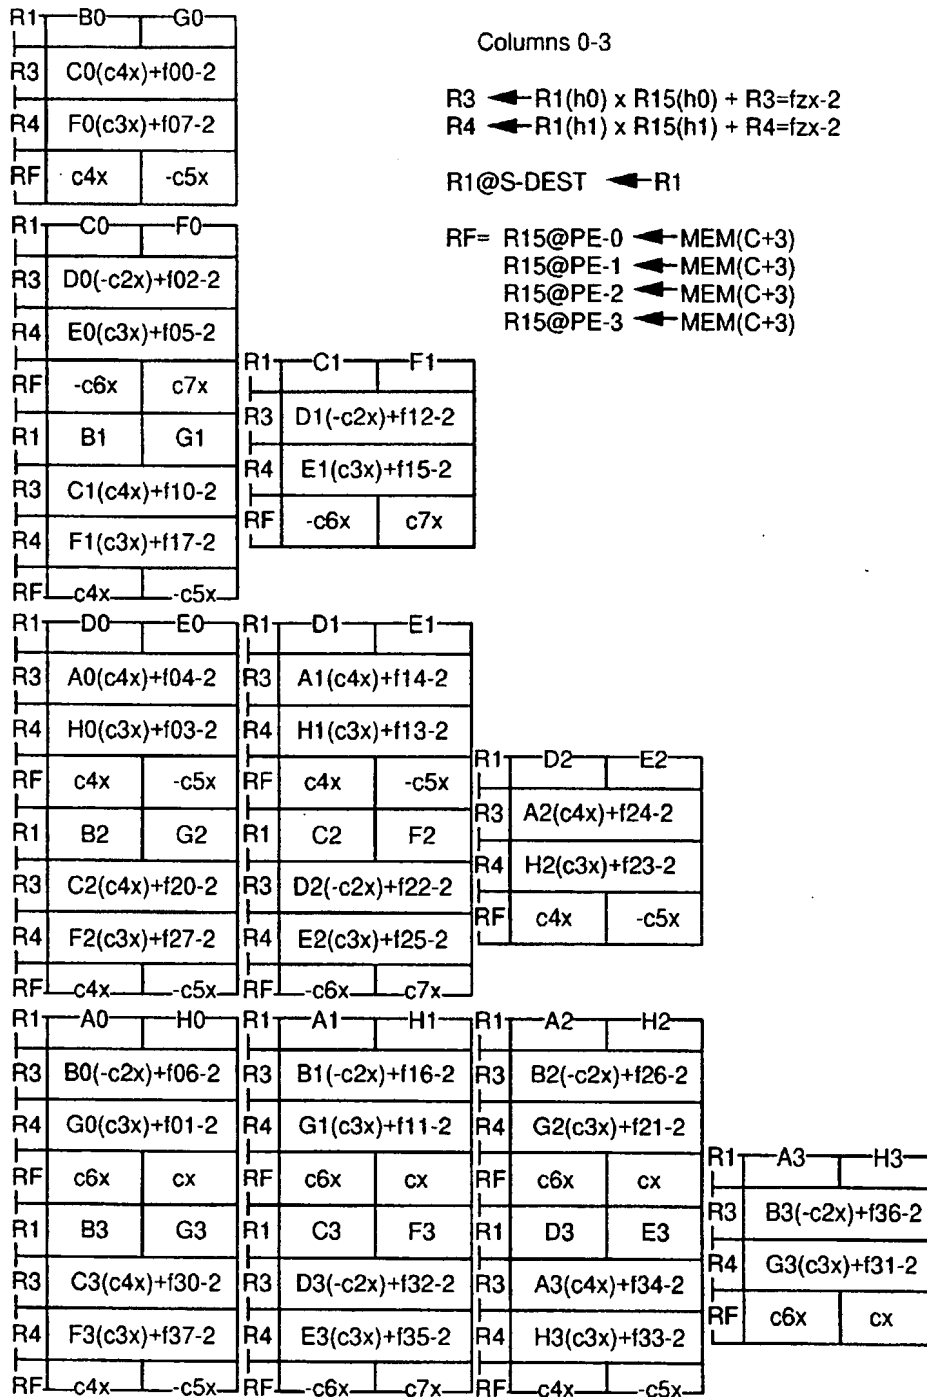 R1 B0 G0
R3 C0(c4x)+f00-2
R4 F0(c3x)+f07-2
RF c4x -c5x
Columns 0-3
R3 ◄ R1(h0) x R15(h0) + R3=fzx-2
R4 ◄ R1(h1) x R15(h1) + R4=fzx-2
R1@S-DEST ◄ R1
RF= R15@PE-0 ◄ MEM(C+3)
R15@PE-1 ◄ MEM(C+3)
R15@PE-2 ◄ MEM(C+3)
R15@PE-3 ◄ MEM(C+3)
R1 C0 F0
R3 D0(-c2x)+f02-2
R4 E0(c3x)+f05-2
RF -c6x c7x
R1 B1 G1
R3 C1(c4x)+f10-2
R4 F1(c3x)+f17-2
RF c4x -c5x
R1 C1 F1
R3 D1(-c2x)+f12-2
R4 E1(c3x)+f15-2
RF -c6x c7x
R1 D0 E0
R3 A0(c4x)+f04-2
R4 H0(c3x)+f03-2
RF c4x -c5x
R1 B2 G2
R3 C2(c4x)+f20-2
R4 F2(c3x)+f27-2
RF c4x -c5x
R1 D1 E1
R3 A1(c4x)+f14-2
R4 H1(c3x)+f13-2
RF c4x -c5x
R1 C2 F2
R3 D2(-c2x)+f22-2
R4 E2(c3x)+f25-2
RF -c6x c7x
R1 D2 E2
R3 A2(c4x)+f24-2
R4 H2(c3x)+f23-2
RF c4x -c5x
R1 A0 H0
R3 B0(-c2x)+f06-2
R4 G0(c3x)+f01-2
RF c6x cx
R1 B3 G3
R3 C3(c4x)+f30-2
R4 F3(c3x)+f37-2
RF c4x -c5x
R1 A1 H1
R3 B1(-c2x)+f16-2
R4 G1(c3x)+f11-2
RF c6x cx
R1 C3 F3
R3 D3(-c2x)+f32-2
R4 E3(c3x)+f35-2
RF -c6x c7x
R1 A2 H2
R3 B2(-c2x)+f26-2
R4 G2(c3x)+f21-2
RF c6x cx
R1 D3 E3
R3 A3(c4x)+f34-2
R4 H3(c3x)+f33-2
RF c4x -c5x
R1 A3 H3
R3 B3(-c2x)+f36-2
R4 G3(c3x)+f31-2
RF c6x cx